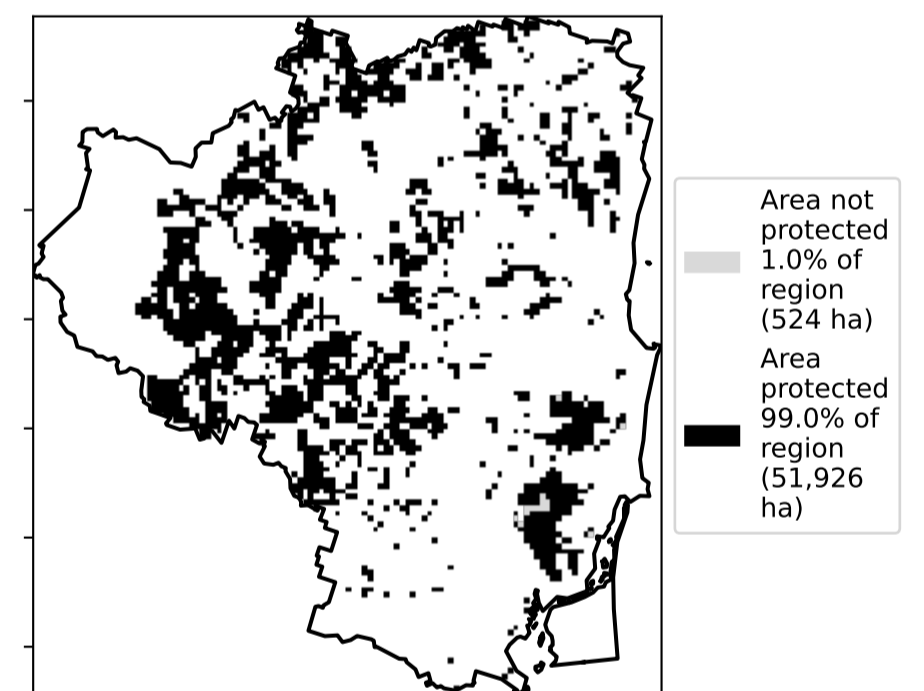 Area not
protected
1.0% of
region
(524 ha)
Area
protected
99.0% of
region
(51,926
ha)